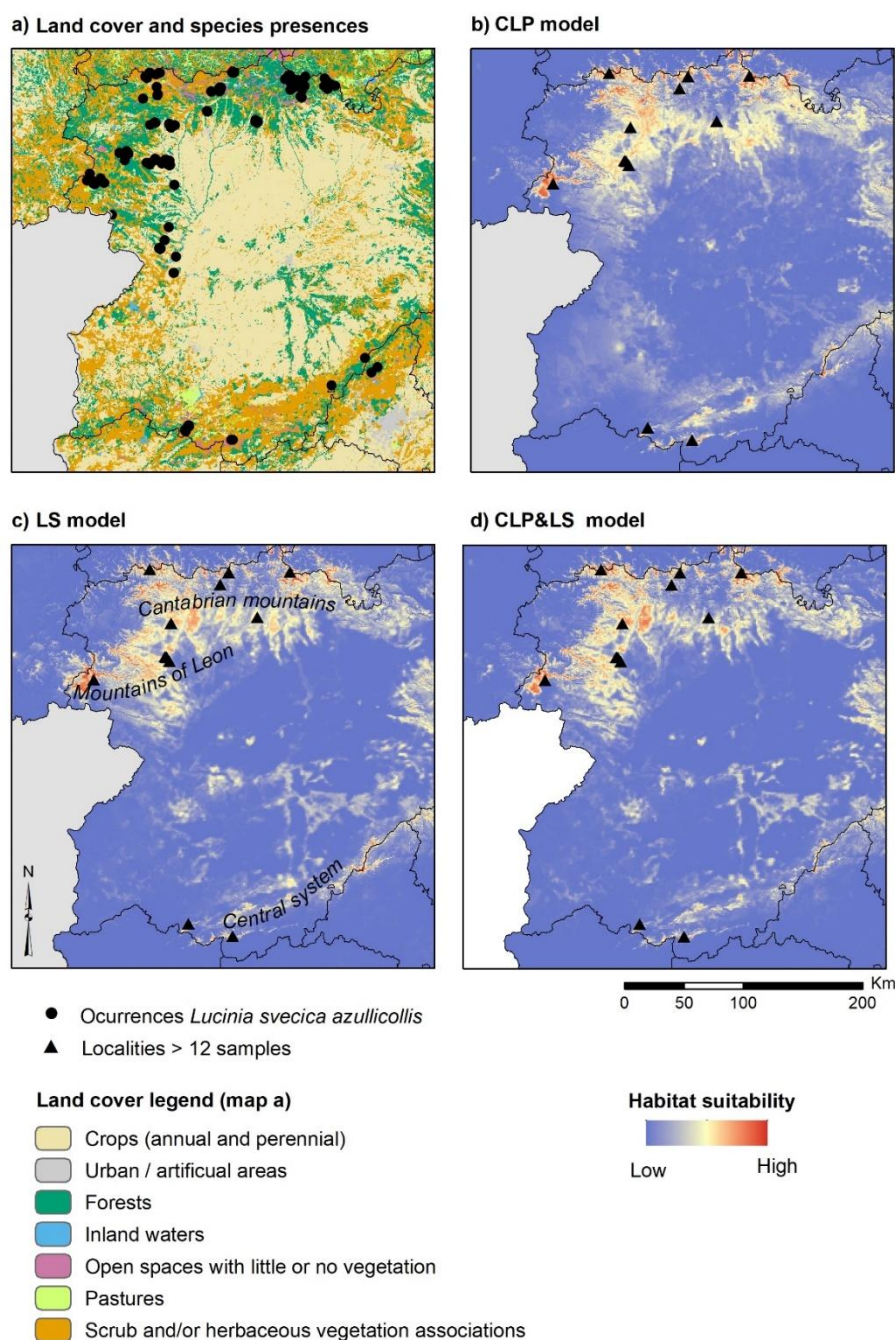 a) Land cover and species presences
b) CLP model
c) LS model
d) CLP&LS model
Cantabrian mountains
Mountains of Leon
Central system
N
Km
0 50 100 200
Ocurrences Lucinia svecica azullicollis
Localities > 12 samples
Land cover legend (map a)
Crops (annual and perennial)
Urban / artificual areas
Forests
Inland waters
Open spaces with little or no vegetation
Pastures
Scrub and/or herbaceous vegetation associations
Habitat suitability
Low High